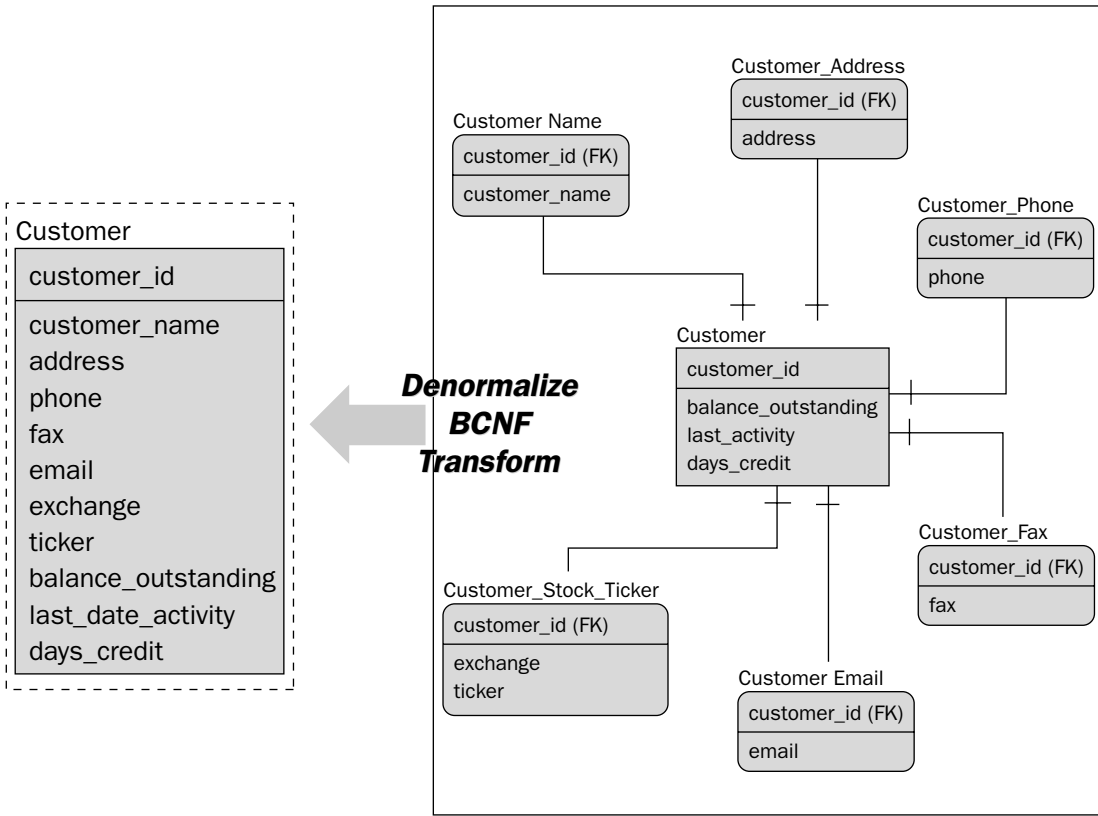 Customer
customer_id
customer_name
address
phone
fax
email
exchange
ticker
balance_outstanding
last_date_activity
days_credit
Denormalize
BCNF
Transform
Customer Name
customer_id (FK)
customer_name
Customer_Address
customer_id (FK)
address
Customer_Phone
customer_id (FK)
phone
Customer
customer_id
balance_outstanding
last_activity
days_credit
Customer_Fax
customer_id (FK)
fax
Customer_Stock_Ticker
customer_id (FK)
exchange
ticker
Customer Email
customer_id (FK)
email